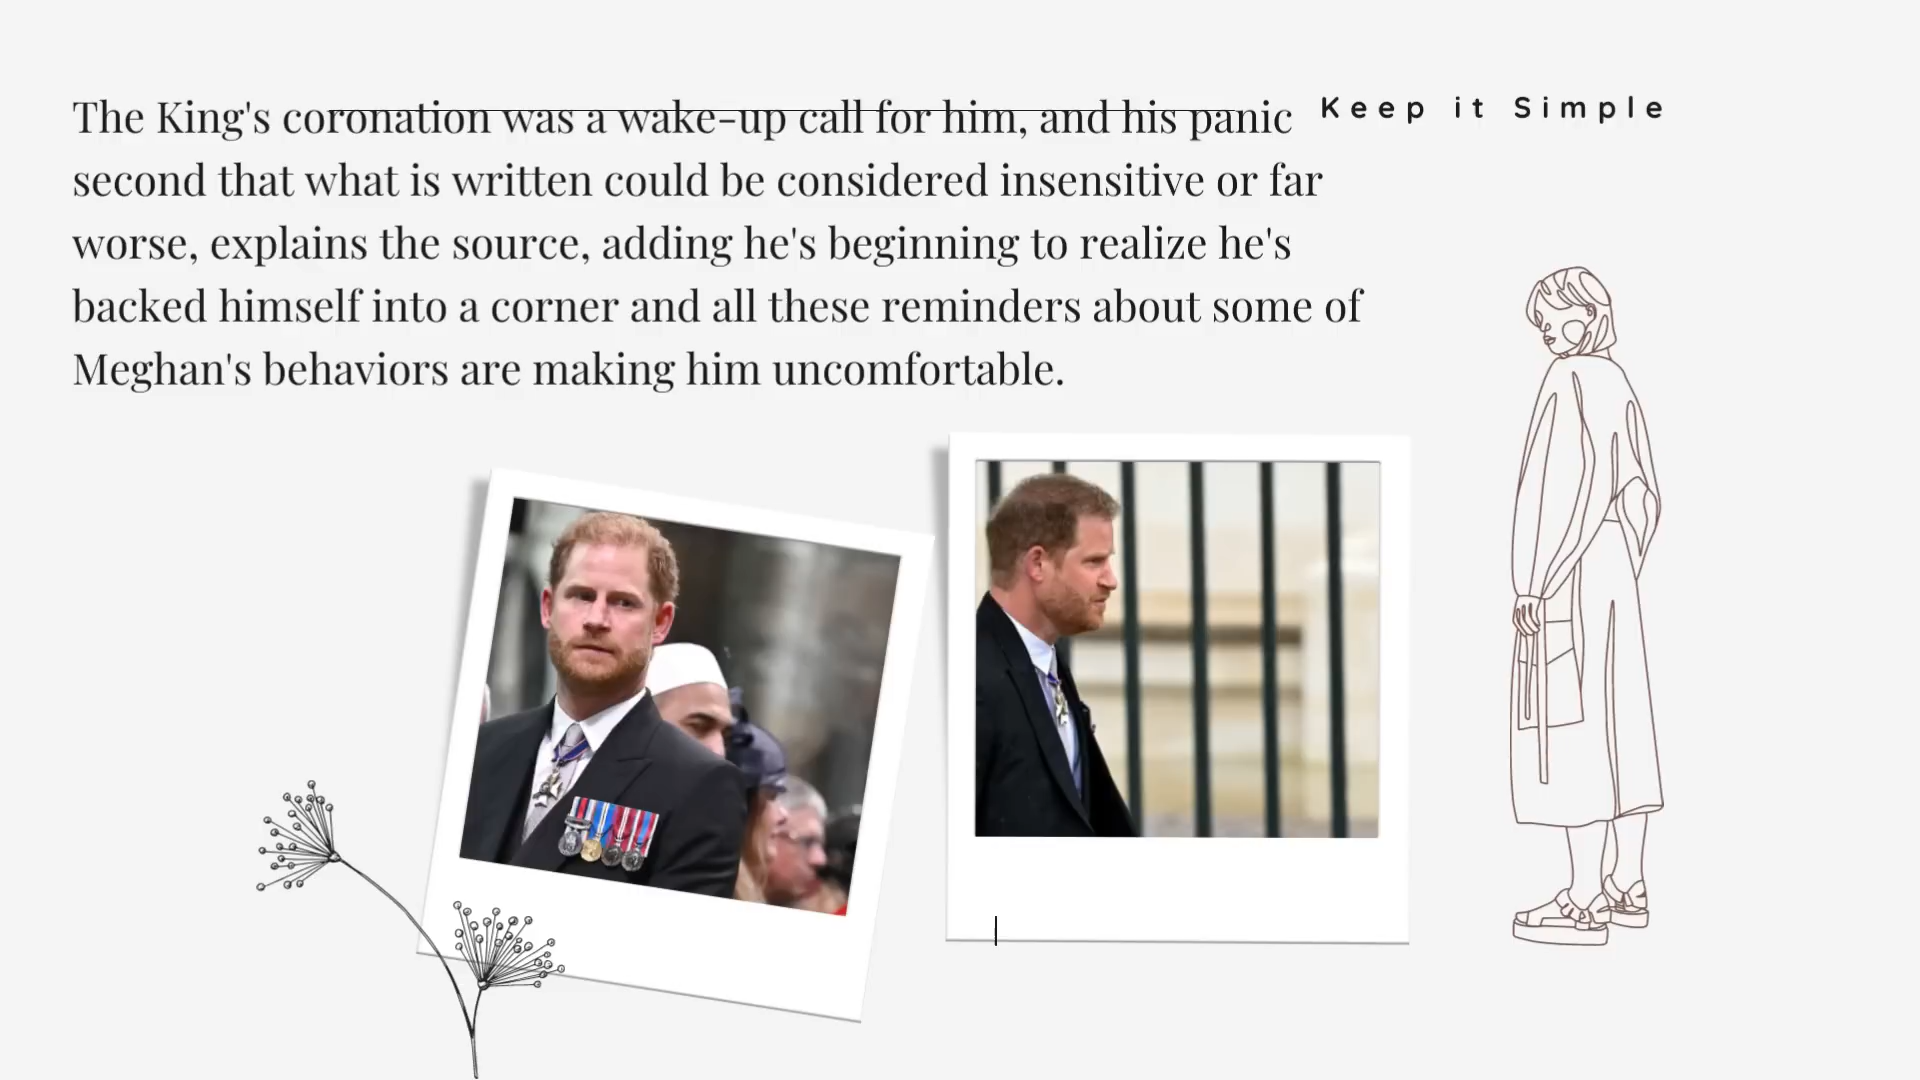 The King's coronation was a wake-up call for him, and his panic
Keep it Simple
second that what is written could be considered insensitive or far
worse, explains the source, adding he's beginning to realize he's
backed himself into a corner and all these reminders about some of
Meghan's behaviors are making him uncomfortable.